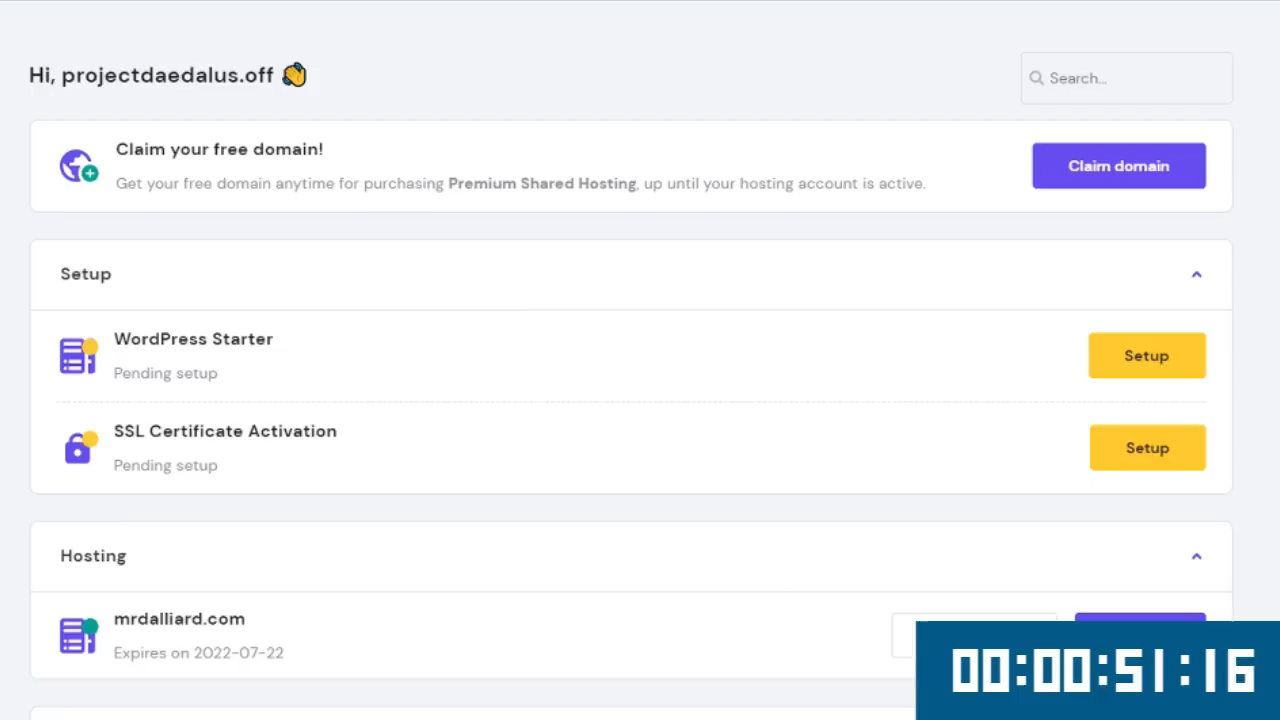 Hi, projectdaedalus.off 👋
Search...
Claim your free domain!
Get your free domain anytime for purchasing Premium Shared Hosting, up until your hosting account is active.
Claim domain
Setup
WordPress Starter
Pending setup
Setup
SSL Certificate Activation
Pending setup
Setup
Hosting
mrdalliard.com
Expires on 2022-07-22
00:00:51:16